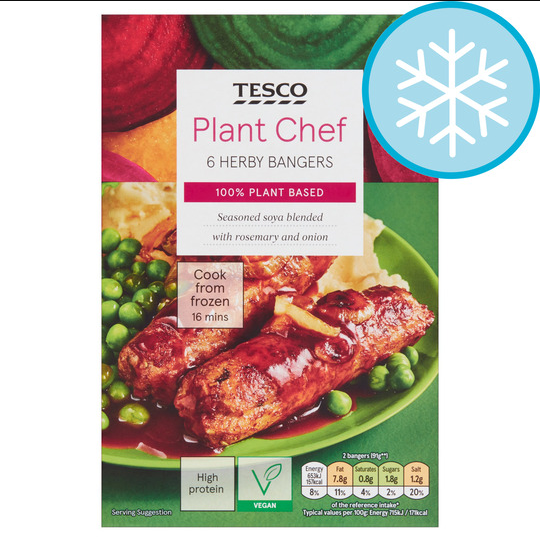 TESCO
Plant Chef
6 HERBY BANGERS
100% PLANT BASED
Seasoned soya blended
with rosemary and onion
Cook
from
frozen
16 mins
High
protein
V
VEGAN
2 bangers (91g**)
Energy Fat Saturates Sugars Salt
653kJ
157kcal 7.8g 0.8g 1.8g 1.2g
8% 11% 4% 2% 20%
of the reference intake*
Serving Suggestion
Typical values per 100g: Energy 715kJ / 171kcal